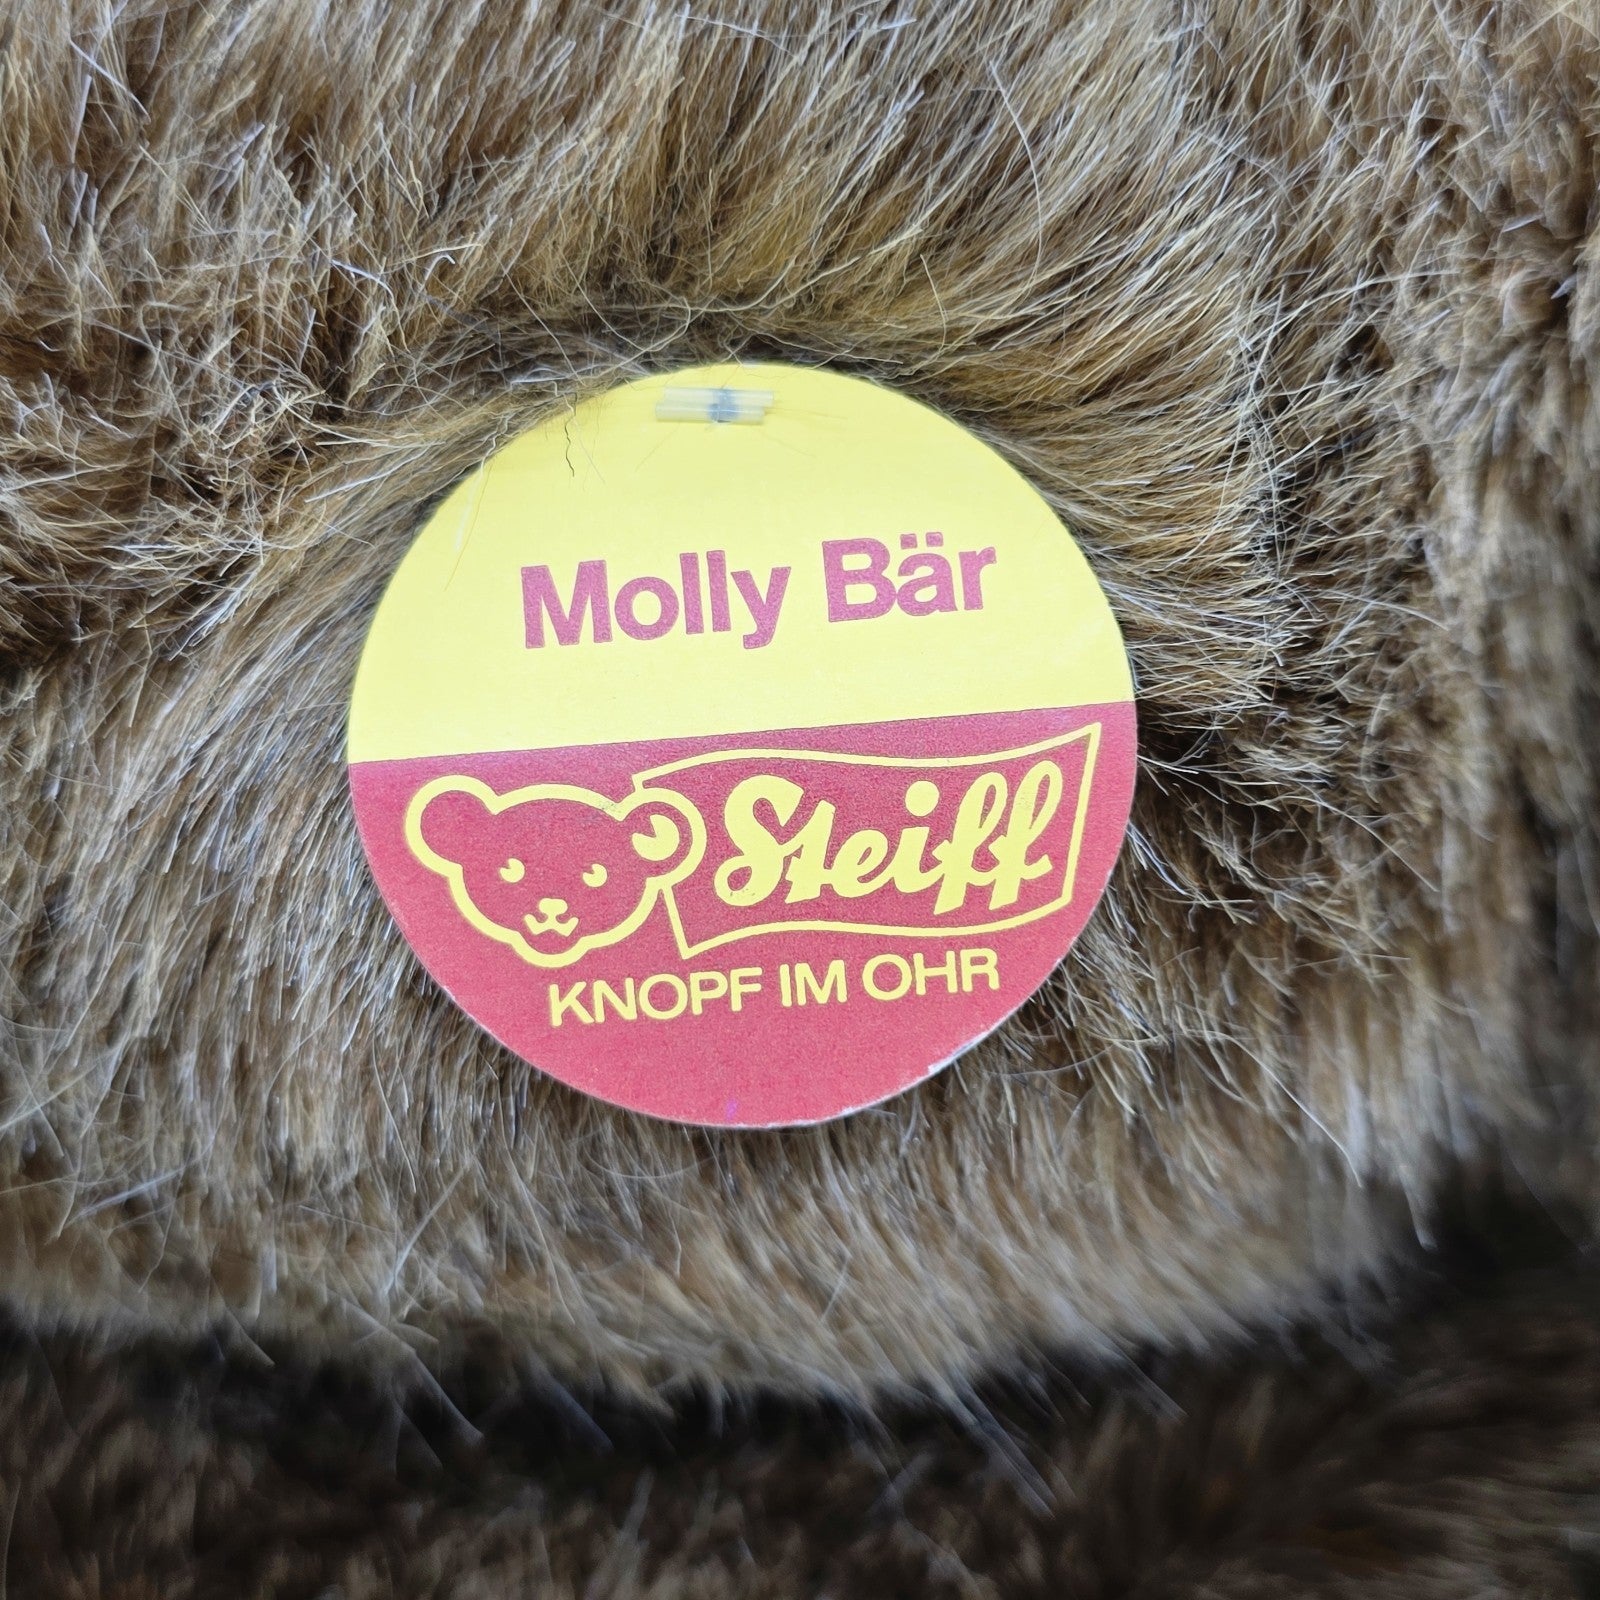 Molly Bär
Steiff
KNOPF IM OHR